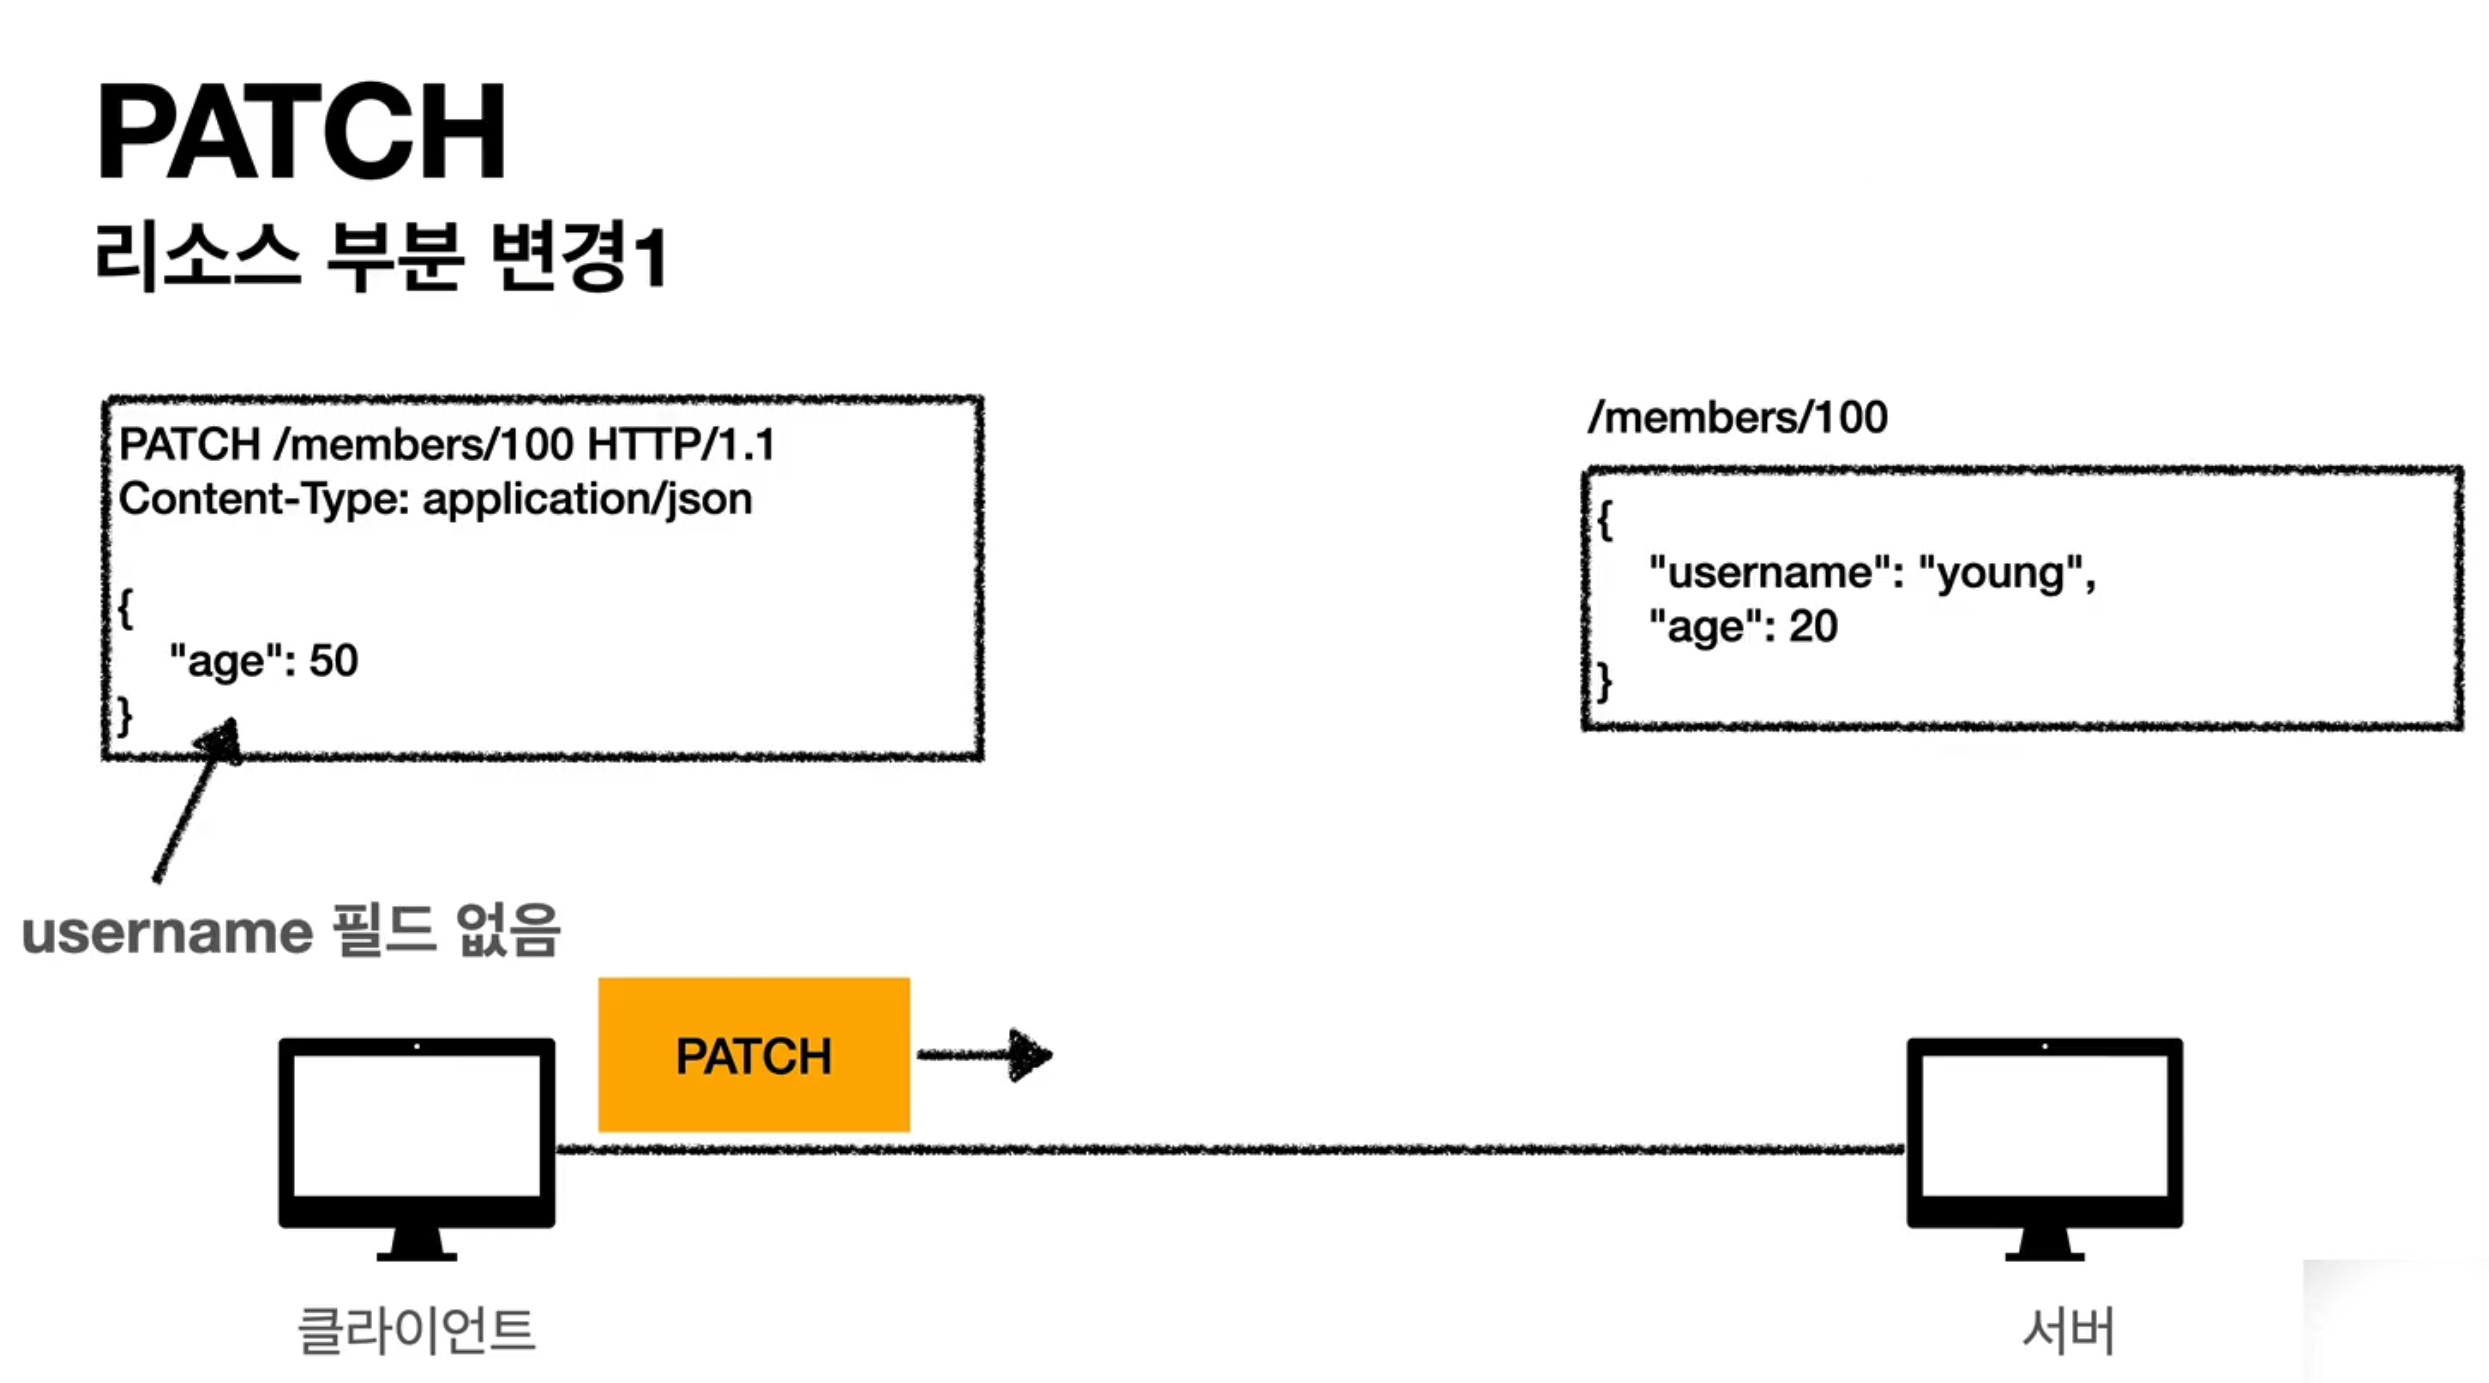 PATCH
리소스 부분 변경1
PATCH /members/100 HTTP/1.1
Content-Type: application/json
{
"age": 50
}
username 필드 없음
/members/100
{
"username": "young",
"age": 20
}
PATCH
클라이언트
서버